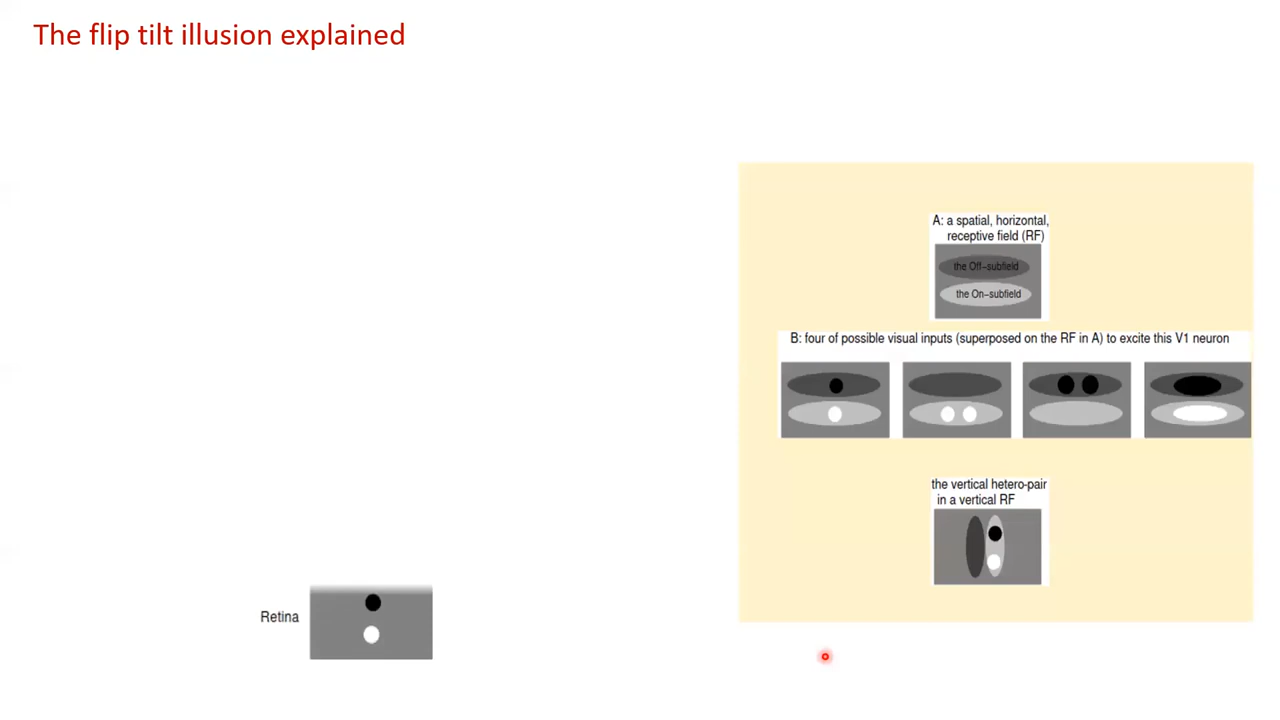 The flip tilt illusion explained
A: a spatial, horizontal,
receptive field (RF)
the Off-subfield
the On-subfield
B: four of possible visual inputs (superposed on the RF in A) to excite this V1 neuron
the vertical hetero-pair
in a vertical RF
Retina